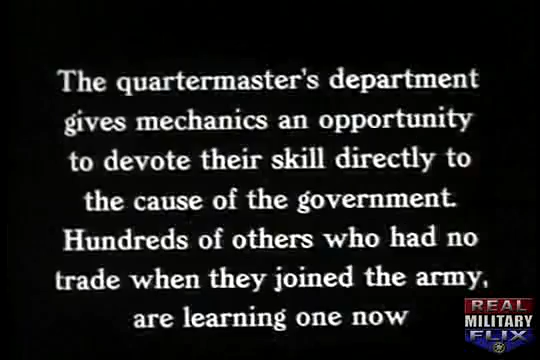 The quartermaster's department
gives mechanics an opportunity
to devote their skill directly to
the cause of the government.
Hundreds of others who had no
trade when they joined the army,
are learning one now
REAL
MILITARY
FLIX